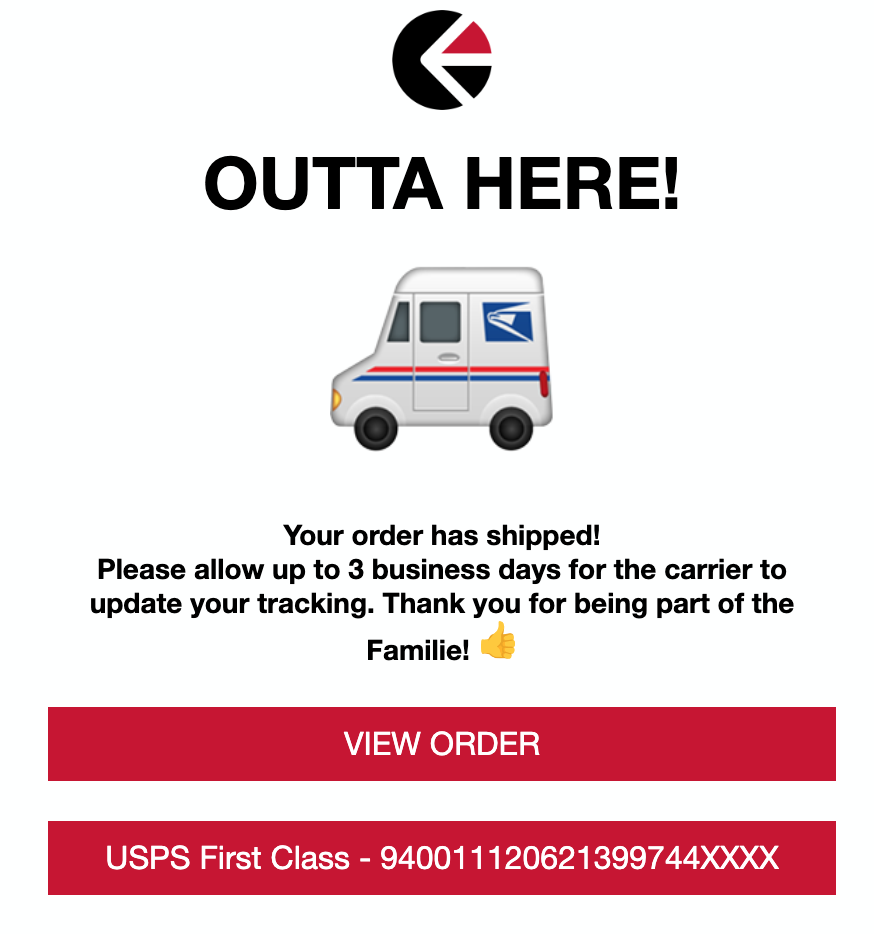 OUTTA HERE!
Your order has shipped!
Please allow up to 3 business days for the carrier to
update your tracking. Thank you for being part of the
Familie! 👍
VIEW ORDER
USPS First Class - 940011120621399744XXXX